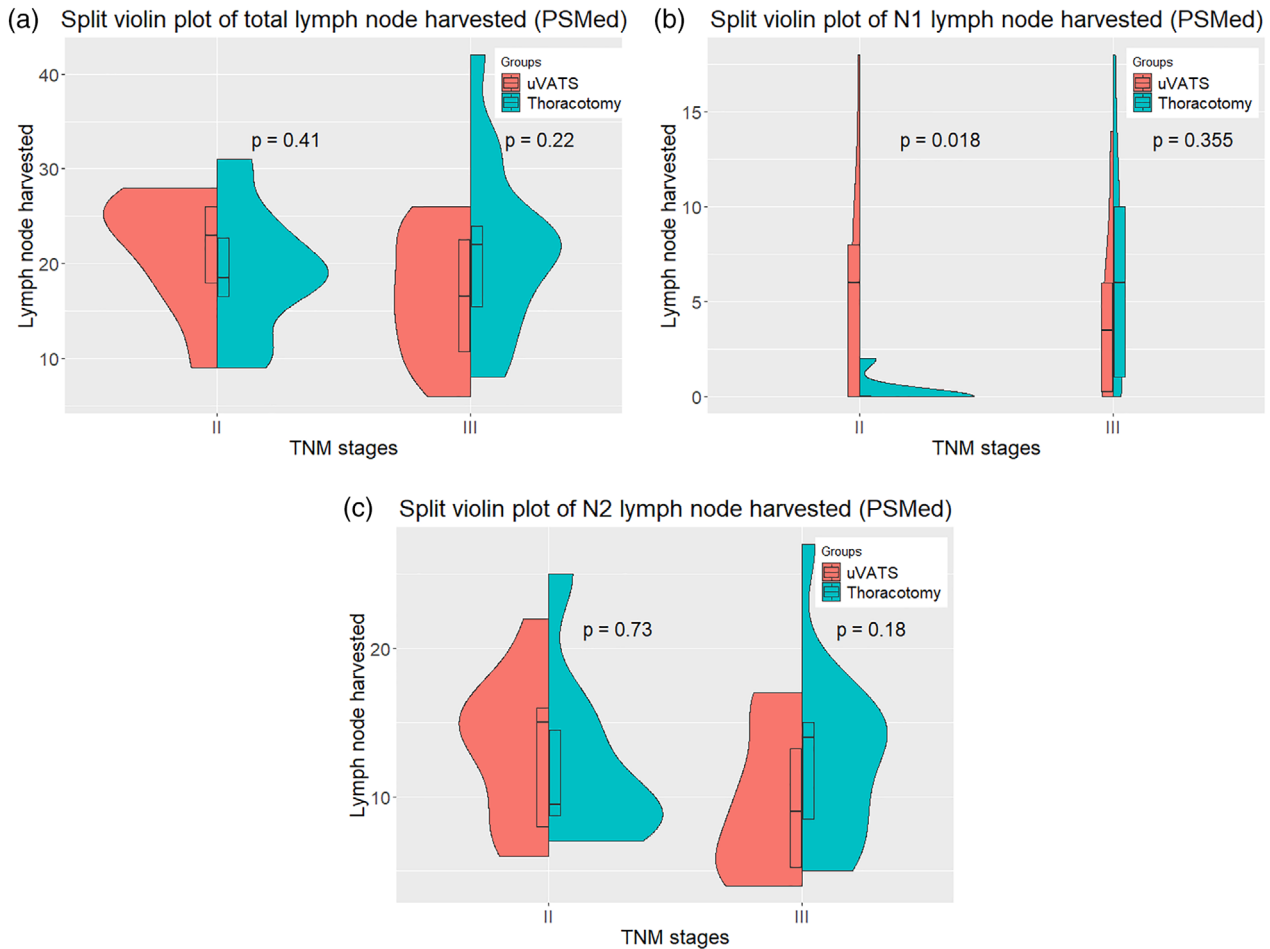 (a) Split violin plot of total lymph node harvested (PSMed)
Groups
uVATS
Thoracotomy
40
30
20
10
p = 0.41
p = 0.22
Lymph node harvested
II
III
TNM stages
(b) Split violin plot of N1 lymph node harvested (PSMed)
Groups
uVATS
Thoracotomy
15
10
5
0
p = 0.018
p = 0.355
Lymph node harvested
II
III
TNM stages
(c) Split violin plot of N2 lymph node harvested (PSMed)
Groups
uVATS
Thoracotomy
20
10
p = 0.73
p = 0.18
Lymph node harvested
II
III
TNM stages